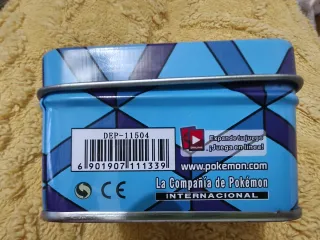 DEP-11504
6 901907 111339
Expande tu juego
¡Juega en línea!
www.pokemon.com
La Compañía de Pokémon
INTERNACIONAL
CE